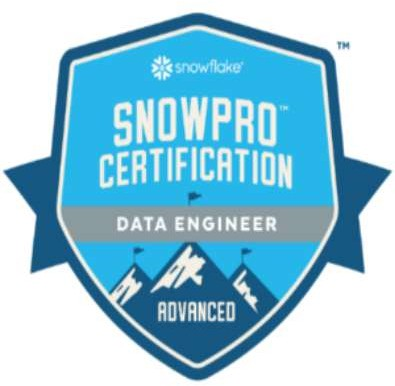 ™
snowflake®
SNOWPRO™
CERTIFICATION
DATA ENGINEER
ADVANCED